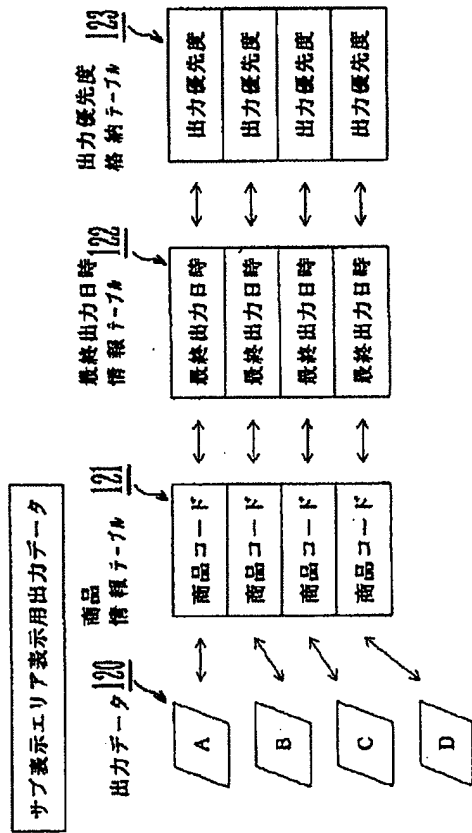 サブ表示エリア表示用出力データ
出力データ 120
商品
情報テーブル 121
最終出力日時
情報テーブル 122
出力優先度
格納テーブル 123
A
B
C
D
商品コード
商品コード
商品コード
商品コード
最終出力日時
最終出力日時
最終出力日時
最終出力日時
出力優先度
出力優先度
出力優先度
出力優先度